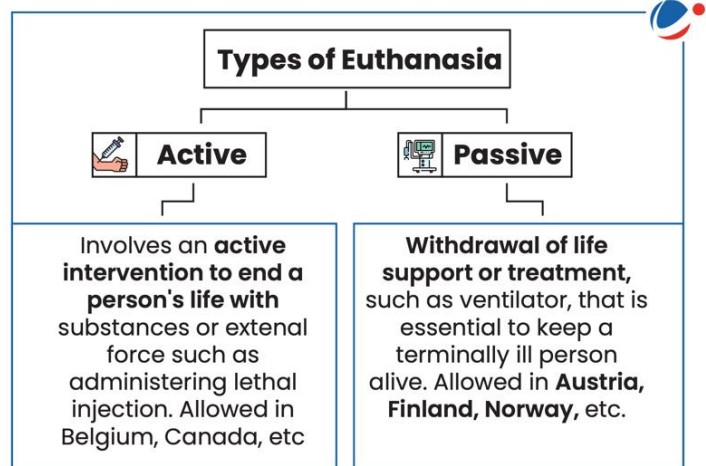 Types of Euthanasia
Active
Passive
Involves an active
intervention to end a
person's life with
substances or extenal
force such as
administering lethal
injection. Allowed in
Belgium, Canada, etc
Withdrawal of life
support or treatment,
such as ventilator, that is
essential to keep a
terminally ill person
alive. Allowed in Austria,
Finland, Norway, etc.